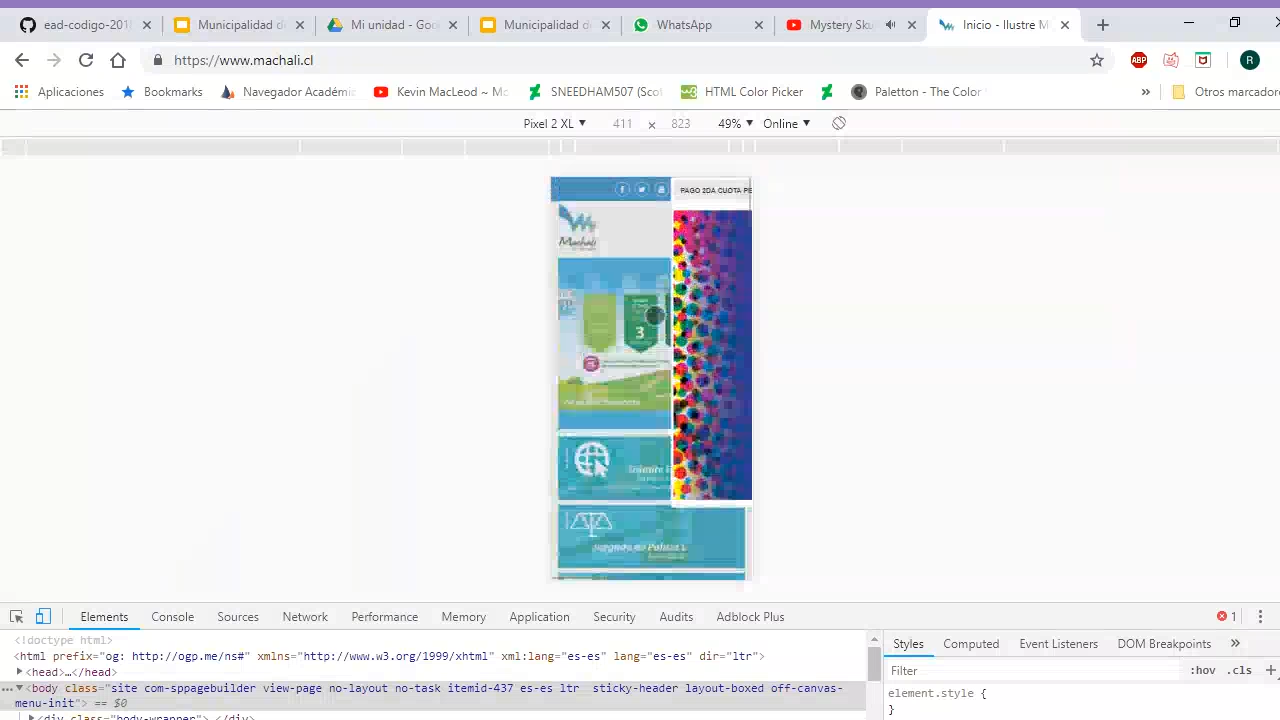 ead-codigo-201
Municipalidad d
Mi unidad - Goo
Municipalidad d
WhatsApp
Mystery Sku
Inicio - Ilustre M
https://www.machali.cl
ABP
R
Aplicaciones
Bookmarks
Navegador Académi
Kevin MacLeod ~ Mo
SNEEDHAM507 (Scot
HTML Color Picker
Paletton - The Color
»
Otros marcadores
Pixel 2 XL
411 x 823
49%
Online
PAGO 2DA CUOTA PE
Machalí
3
Elements
Console
Sources
Network
Performance
Memory
Application
Security
Audits
Adblock Plus
1
<!doctype html>
<html prefix="og: http://ogp.me/ns#" xmlns="http://www.w3.org/1999/xhtml" xml:lang="es-es" lang="es-es" dir="ltr">
<head>…</head>
<body class="site com-sppagebuilder view-page no-layout no-task itemid-437 es-es ltr  sticky-header layout-boxed off-canvas-
menu-init"> == $0
<div class="body-wrapper">…</div>
Styles
Computed
Event Listeners
DOM Breakpoints
»
Filter
:hov
.cls
element.style {
}